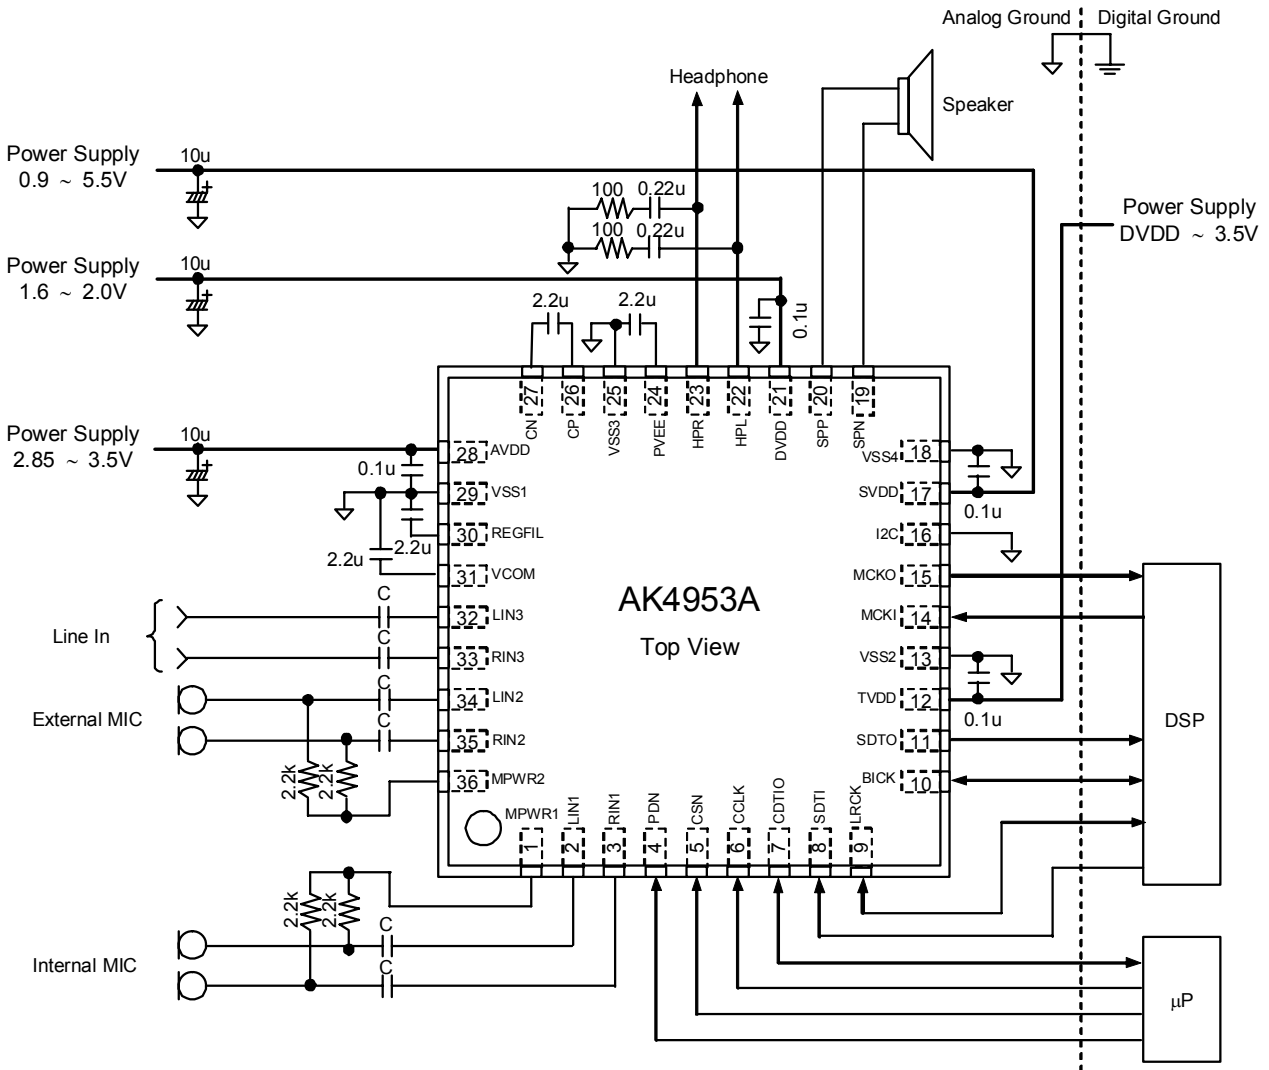 Analog Ground
Digital Ground
Headphone
Speaker
Power Supply
0.9 ~ 5.5V
10u
100
0.22u
100
0.22u
Power Supply
DVDD ~ 3.5V
Power Supply
1.6 ~ 2.0V
10u
2.2u
2.2u
0.1u
27
26
25
24
23
22
21
20
19
CN
CP
VSS3
PVEE
HPR
HPL
DVDD
SPP
SPN
Power Supply
2.85 ~ 3.5V
10u
0.1u
28
AVDD
VSS4
18
29
VSS1
SVDD
17
0.1u
30
REGFIL
I2C
16
2.2u
2.2u
31
VCOM
MCKO
15
AK4953A
Top View
Line In
C
32
LIN3
MCKI
14
C
33
RIN3
VSS2
13
External MIC
C
34
LIN2
TVDD
12
0.1u
DSP
C
35
RIN2
SDTO
11
2.2k
2.2k
36
MPWR2
BICK
10
MPWR1
LIN1
RIN1
PDN
CSN
CCLK
CDTIO
SDTI
LRCK
1
2
3
4
5
6
7
8
9
2.2k
2.2k
Internal MIC
C
C
µP